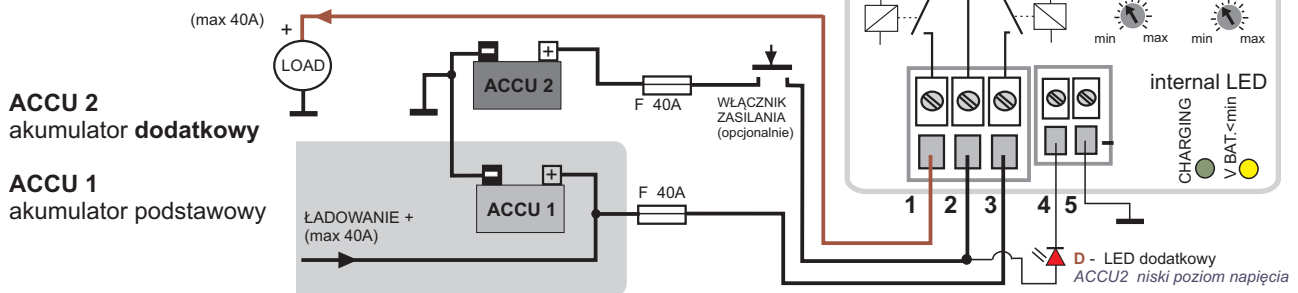 (max 40A)
+
LOAD
ACCU 2
akumulator dodatkowy
ACCU 1
akumulator podstawowy
+
ACCU 2
F 40A
WŁĄCZNIK
ZASILANIA
(opcjonalnie)
+
ACCU 1
F 40A
ŁADOWANIE +
(max 40A)
min max
min max
internal LED
CHARGING
V BAT.<min
1 2 3 4 5
D - LED dodatkowy
ACCU2 niski poziom napięcia